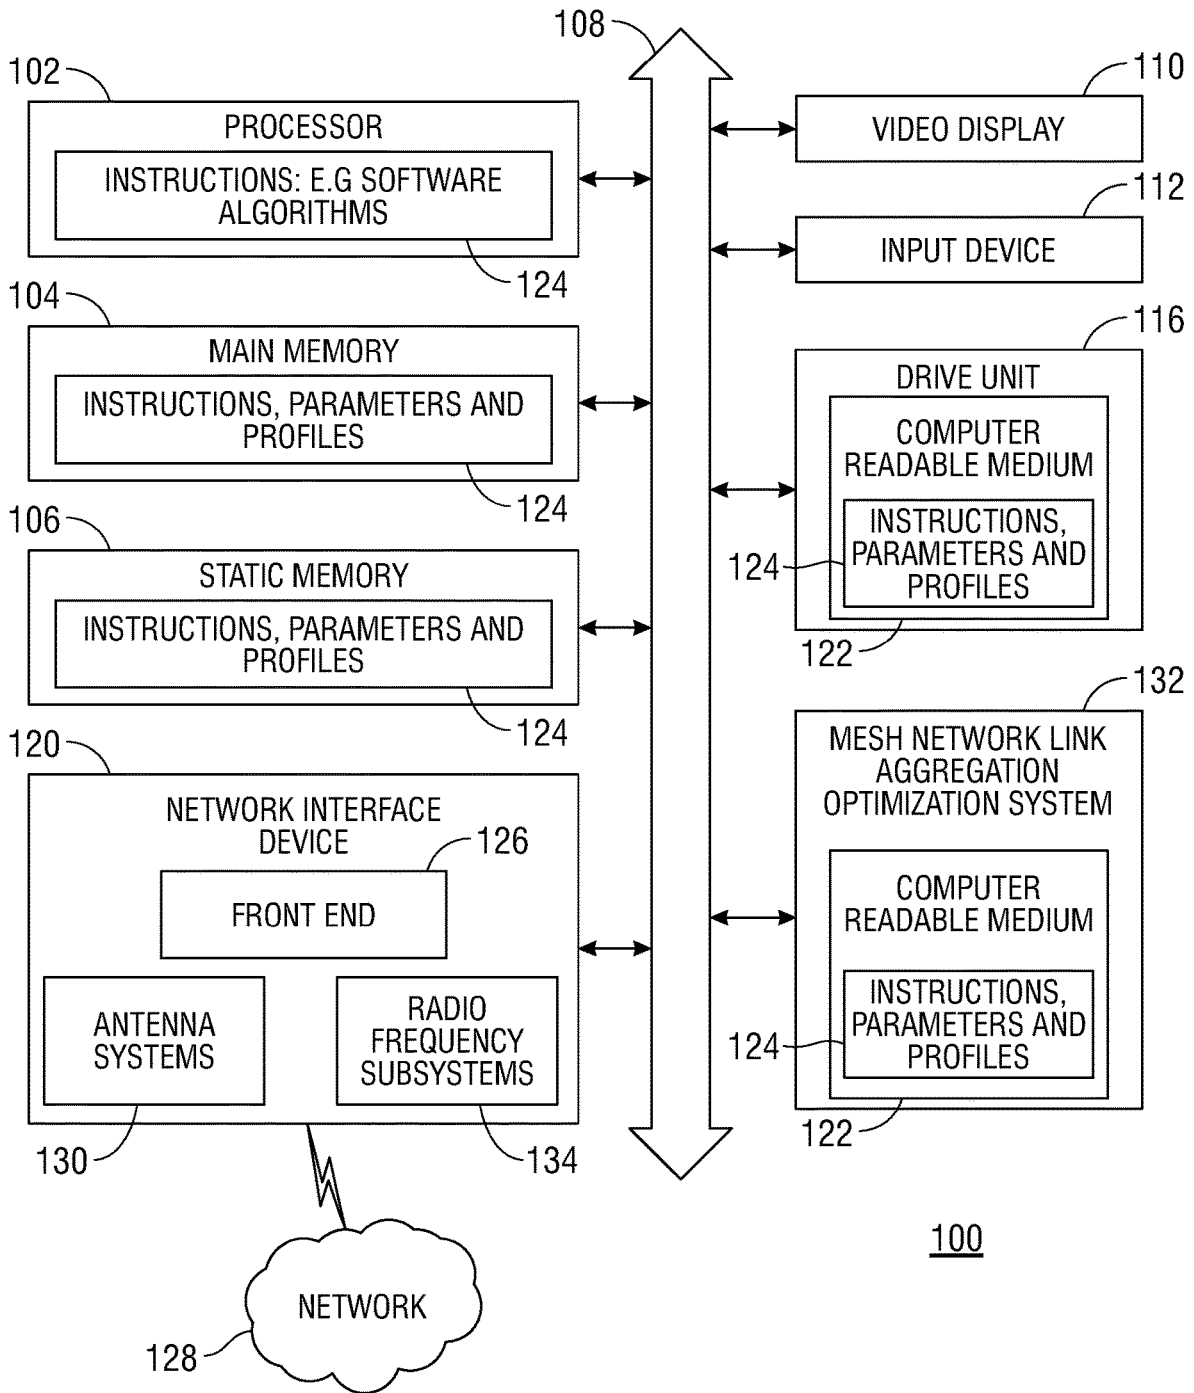 108
102
PROCESSOR
INSTRUCTIONS: E.G SOFTWARE
ALGORITHMS
124
104
MAIN MEMORY
INSTRUCTIONS, PARAMETERS AND
PROFILES
124
106
STATIC MEMORY
INSTRUCTIONS, PARAMETERS AND
PROFILES
124
120
NETWORK INTERFACE
DEVICE
126
FRONT END
ANTENNA
SYSTEMS
RADIO
FREQUENCY
SUBSYSTEMS
130
134
NETWORK
128
110
VIDEO DISPLAY
112
INPUT DEVICE
116
DRIVE UNIT
COMPUTER
READABLE MEDIUM
INSTRUCTIONS,
PARAMETERS AND
PROFILES
124
122
132
MESH NETWORK LINK
AGGREGATION
OPTIMIZATION SYSTEM
COMPUTER
READABLE MEDIUM
INSTRUCTIONS,
PARAMETERS AND
PROFILES
124
122
100